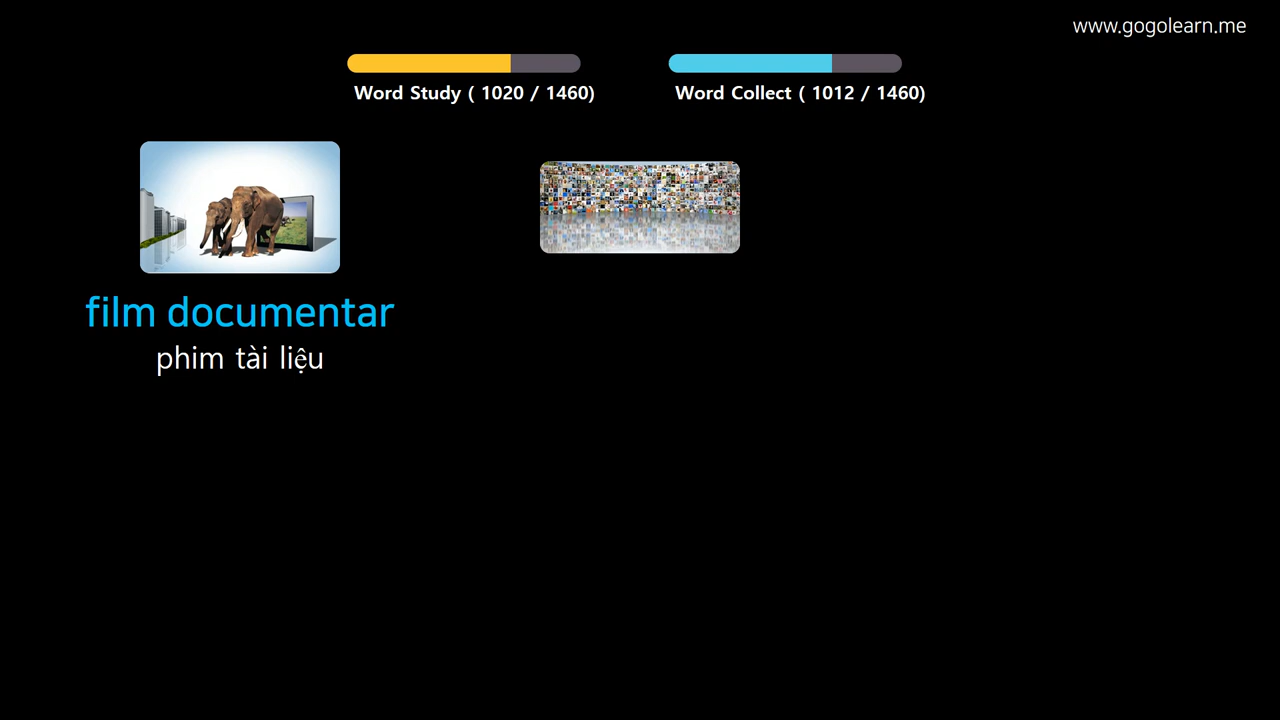 www.gogolearn.me
Word Study ( 1020 / 1460)
Word Collect ( 1012 / 1460)
film documentar
phim tài liệu